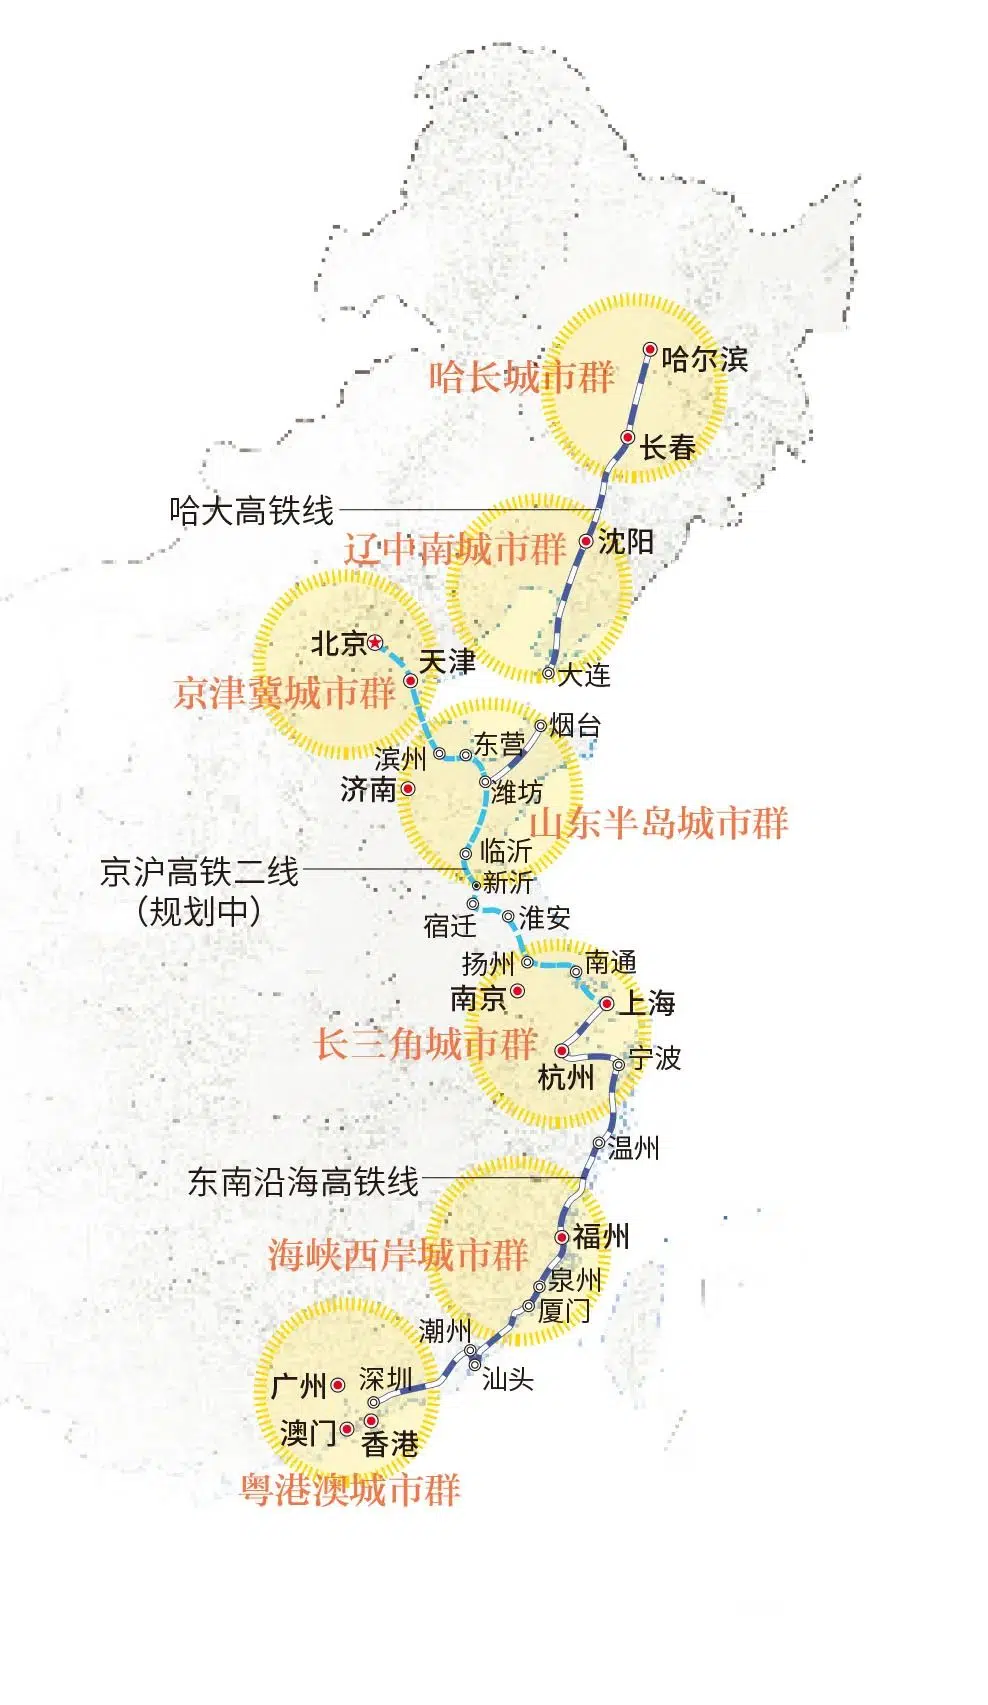 哈尔滨
哈长城市群
长春
哈大高铁线
沈阳
辽中南城市群
北京
天津
大连
京津冀城市群
烟台
东营
滨州
济南
潍坊
山东半岛城市群
临沂
京沪高铁二线
(规划中)
新沂
宿迁
淮安
扬州
南通
南京
上海
长三角城市群
宁波
杭州
温州
东南沿海高铁线
福州
海峡西岸城市群
泉州
厦门
潮州
深圳
汕头
广州
澳门
香港
粤港澳城市群